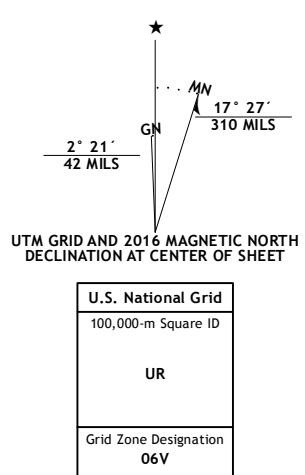 ★
MN
GN
17° 27´
310 MILS
2° 21´
42 MILS
UTM GRID AND 2016 MAGNETIC NORTH
DECLINATION AT CENTER OF SHEET
U.S. National Grid
100,000-m Square ID
UR
Grid Zone Designation
06V